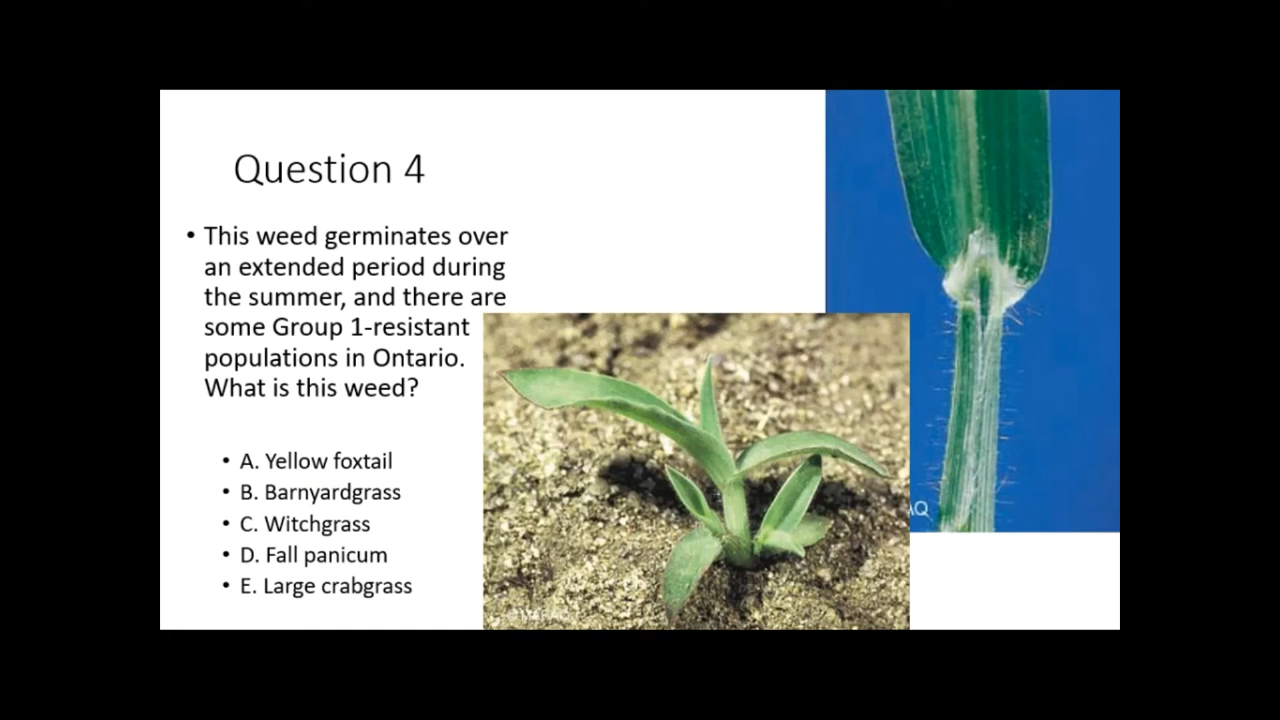 Question 4
• This weed germinates over
an extended period during
the summer, and there are
some Group 1-resistant
populations in Ontario.
What is this weed?
• A. Yellow foxtail
• B. Barnyardgrass
• C. Witchgrass
• D. Fall panicum
• E. Large crabgrass
AQ